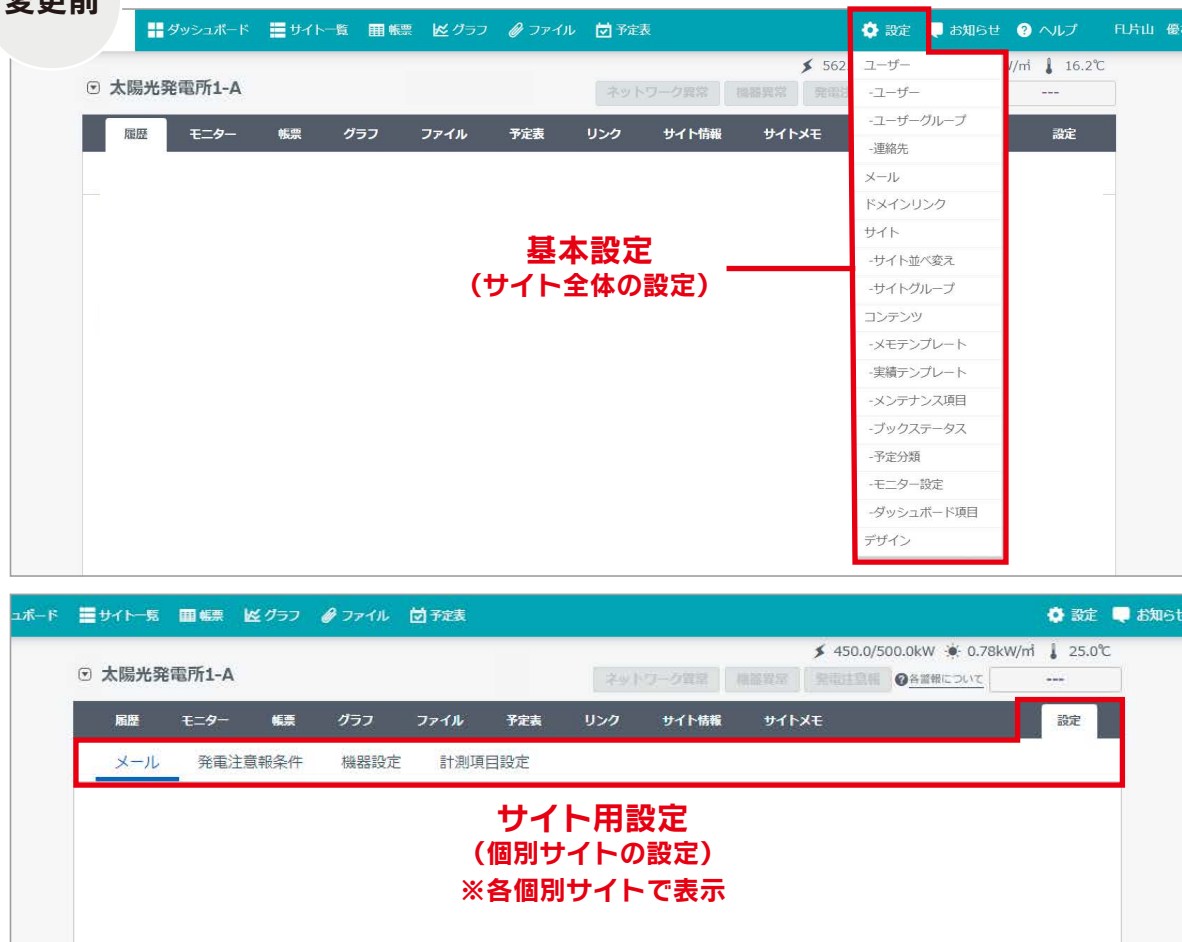 変更前
ダッシュボード サイト一覧 帳票 グラフ ファイル 予定表 設定 お知らせ ヘルプ FL片山 優
562. /㎡ 16.2℃
太陽光発電所1-A ネットワーク異常 機器異常 発電注 ---
履歴 モニター 帳票 グラフ ファイル 予定表 リンク サイト情報 サイトメモ 設定
ユーザー
-ユーザー
-ユーザーグループ
-連絡先
メール
ドメインリンク
サイト
-サイト並べ変え
-サイトグループ
コンテンツ
-メモテンプレート
-実績テンプレート
-メンテナンス項目
-ブックステータス
-予定分類
-モニター設定
-ダッシュボード項目
デザイン
基本設定
（サイト全体の設定）
ュボード サイト一覧 帳票 グラフ ファイル 予定表 設定 お知らせ
450.0/500.0kW 0.78kW/㎡ 25.0℃
太陽光発電所1-A ネットワーク異常 機器異常 発電注意報 ?各警報について ---
履歴 モニター 帳票 グラフ ファイル 予定表 リンク サイト情報 サイトメモ 設定
メール 発電注意報条件 機器設定 計測項目設定
サイト用設定
（個別サイトの設定）
※各個別サイトで表示